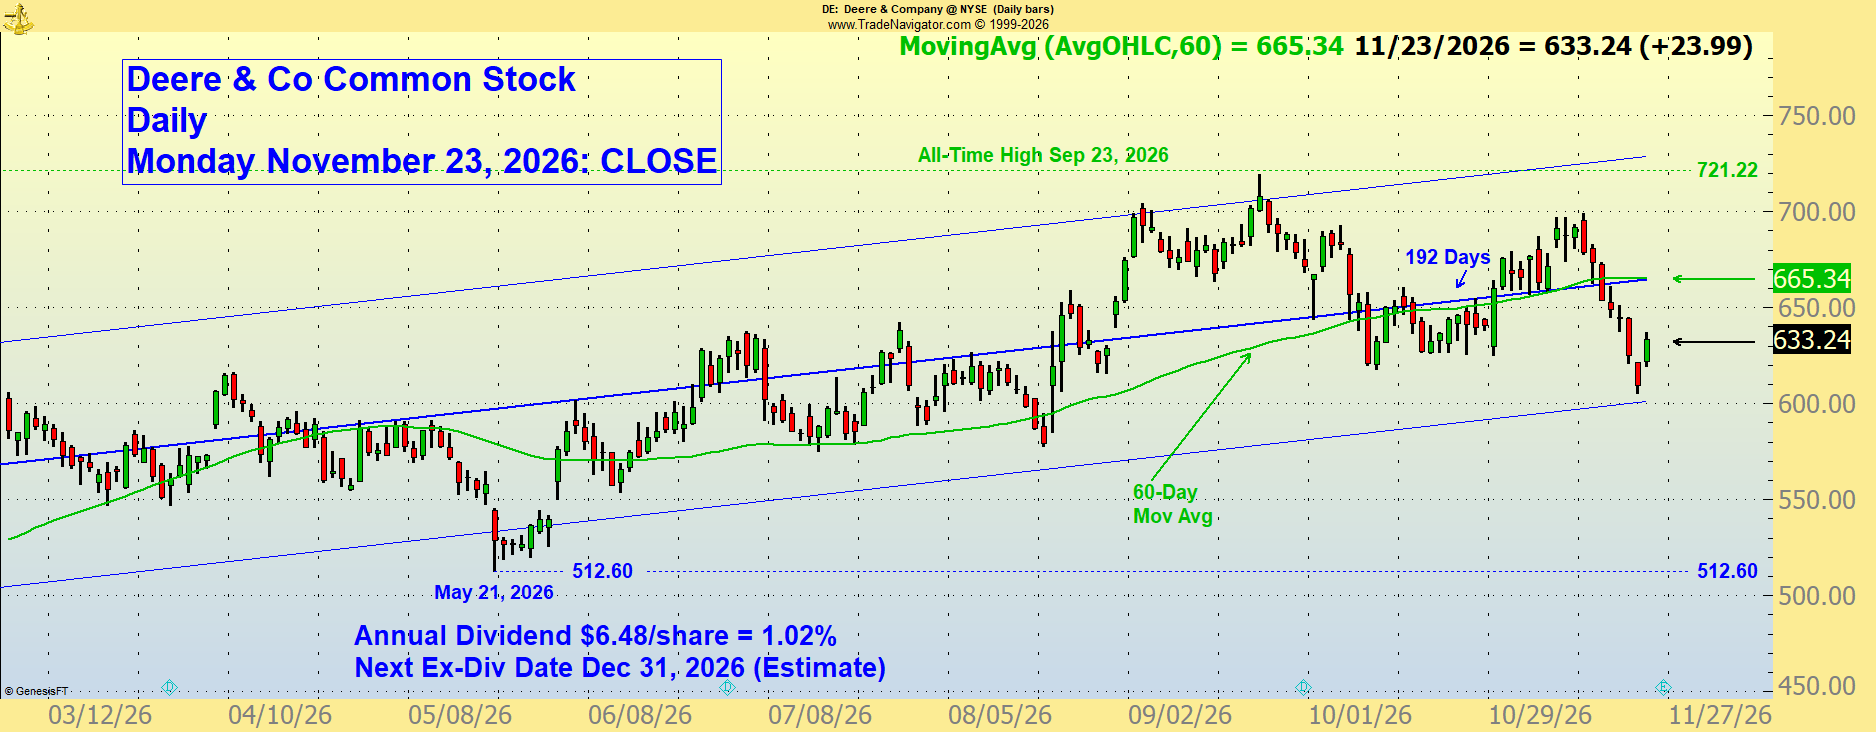 DE: Deere & Company @ NYSE (Daily bars)
www.TradeNavigator.com © 1999-2026
MovingAvg (AvgOHLC,60) = 665.34 11/23/2026 = 633.24 (+23.99)
Deere & Co Common Stock
Daily
Monday November 23, 2026: CLOSE
750.00
All-Time High Sep 23, 2026
721.22
700.00
192 Days
665.34
650.00
633.24
600.00
60-Day
Mov Avg
550.00
512.60
512.60
May 21, 2026
500.00
Annual Dividend $6.48/share = 1.02%
Next Ex-Div Date Dec 31, 2026 (Estimate)
450.00
D
D
D
E
© GenesisFT
03/12/26
04/10/26
05/08/26
06/08/26
07/08/26
08/05/26
09/02/26
10/01/26
10/29/26
11/27/26